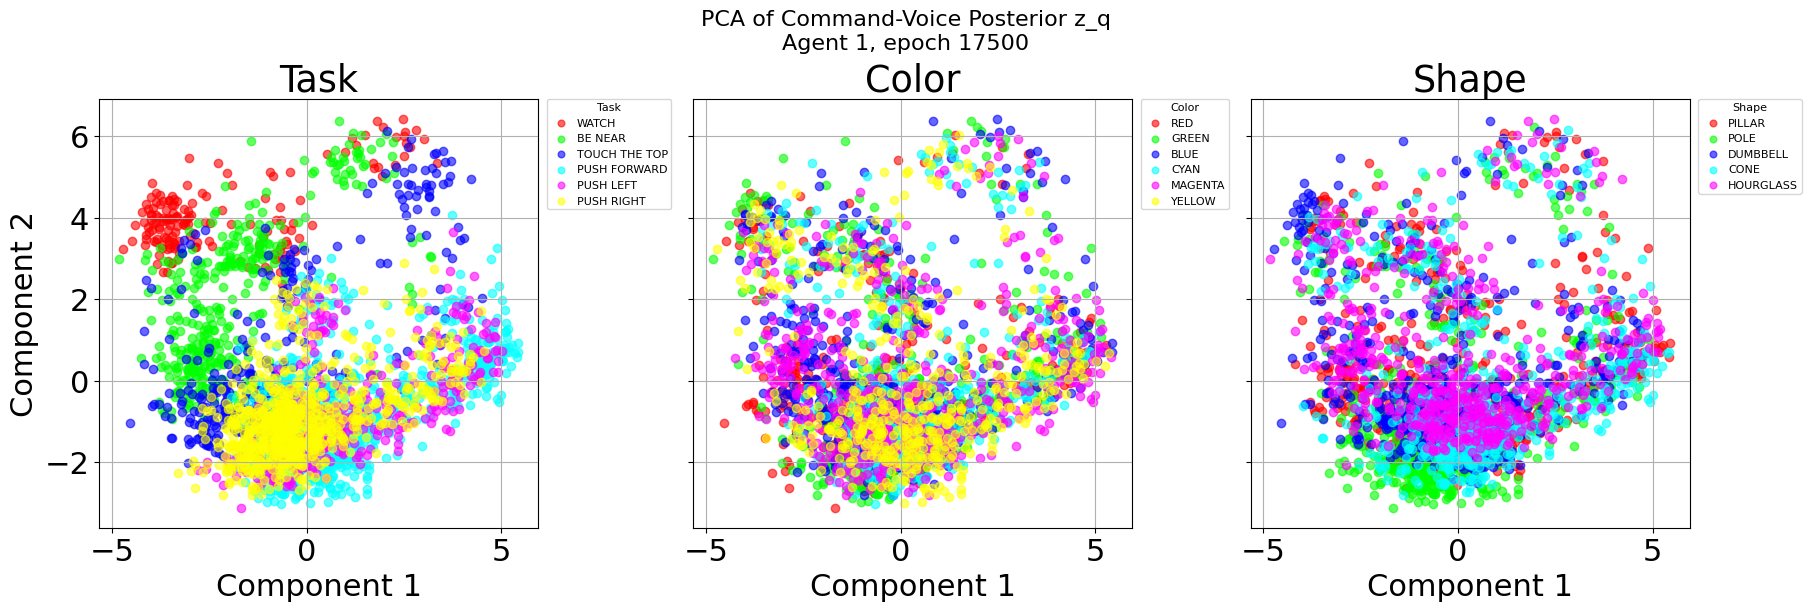 PCA of Command-Voice Posterior z_q
Agent 1, epoch 17500
Task
Component 2
6
4
2
0
−2
−5
0
5
Component 1
Task
WATCH
BE NEAR
TOUCH THE TOP
PUSH FORWARD
PUSH LEFT
PUSH RIGHT
Color
−5
0
5
Component 1
Color
RED
GREEN
BLUE
CYAN
MAGENTA
YELLOW
Shape
−5
0
5
Component 1
Shape
PILLAR
POLE
DUMBBELL
CONE
HOURGLASS